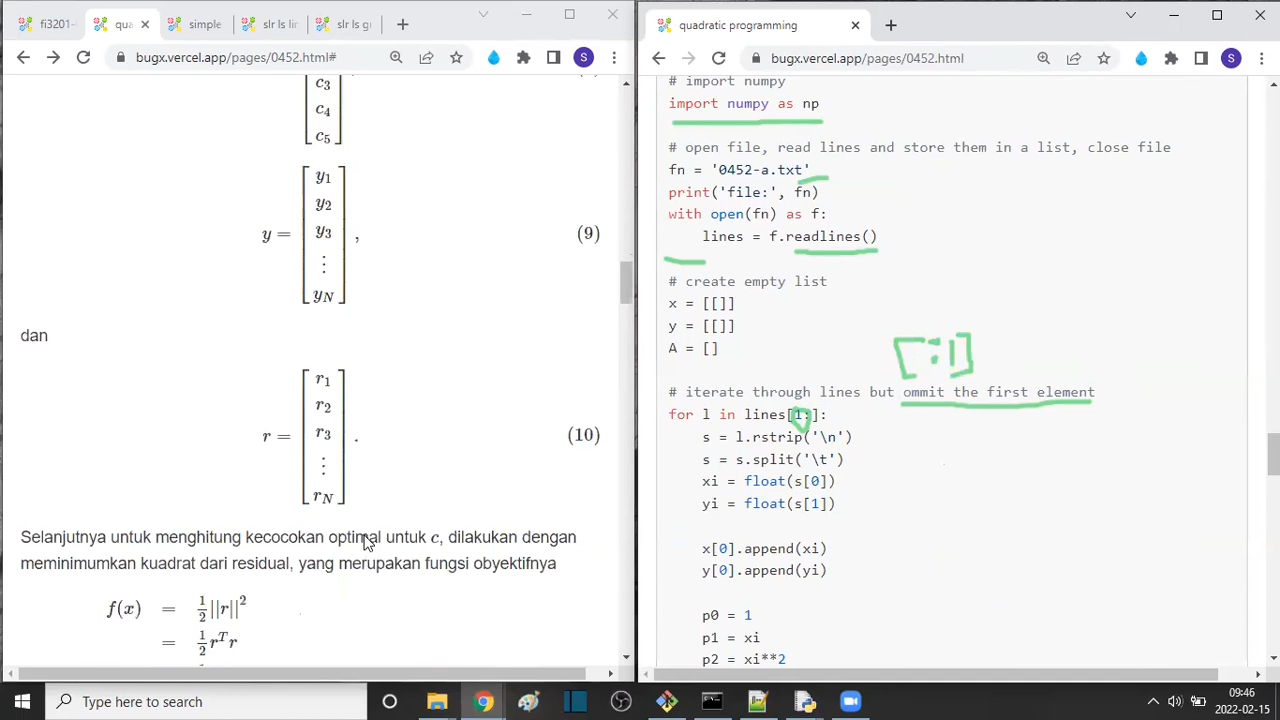 fi3201-
qua
simple
slr ls lir
slr ls gr
bugx.vercel.app/pages/0452.html#
S
c3
c4
c5
y = [ y1 y2 y3 ⋮ yN ] , (9)
dan
r = [ r1 r2 r3 ⋮ rN ] . (10)
Selanjutnya untuk menghitung kecocokan optimal untuk c, dilakukan dengan
meminimumkan kuadrat dari residual, yang merupakan fungsi obyektifnya
f(x) = 1/2 ||r||^2
= 1/2 r^T r
quadratic programming
bugx.vercel.app/pages/0452.html
S
# import numpy
import numpy as np
# open file, read lines and store them in a list, close file
fn = '0452-a.txt'
print('file:', fn)
with open(fn) as f:
lines = f.readlines()
# create empty list
x = [[]]
y = [[]]
A = []
[:1]
# iterate through lines but ommit the first element
for l in lines[1:]:
s = l.rstrip('\n')
s = s.split('\t')
xi = float(s[0])
yi = float(s[1])
x[0].append(xi)
y[0].append(yi)
p0 = 1
p1 = xi
p2 = xi**2
Type here to search
09:46
2022-02-15